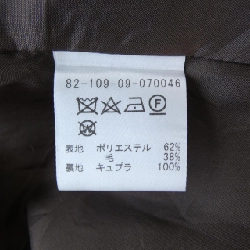 82-109-09-070046
表地 ポリエステル 62%
毛 38%
裏地 キュプラ 100%